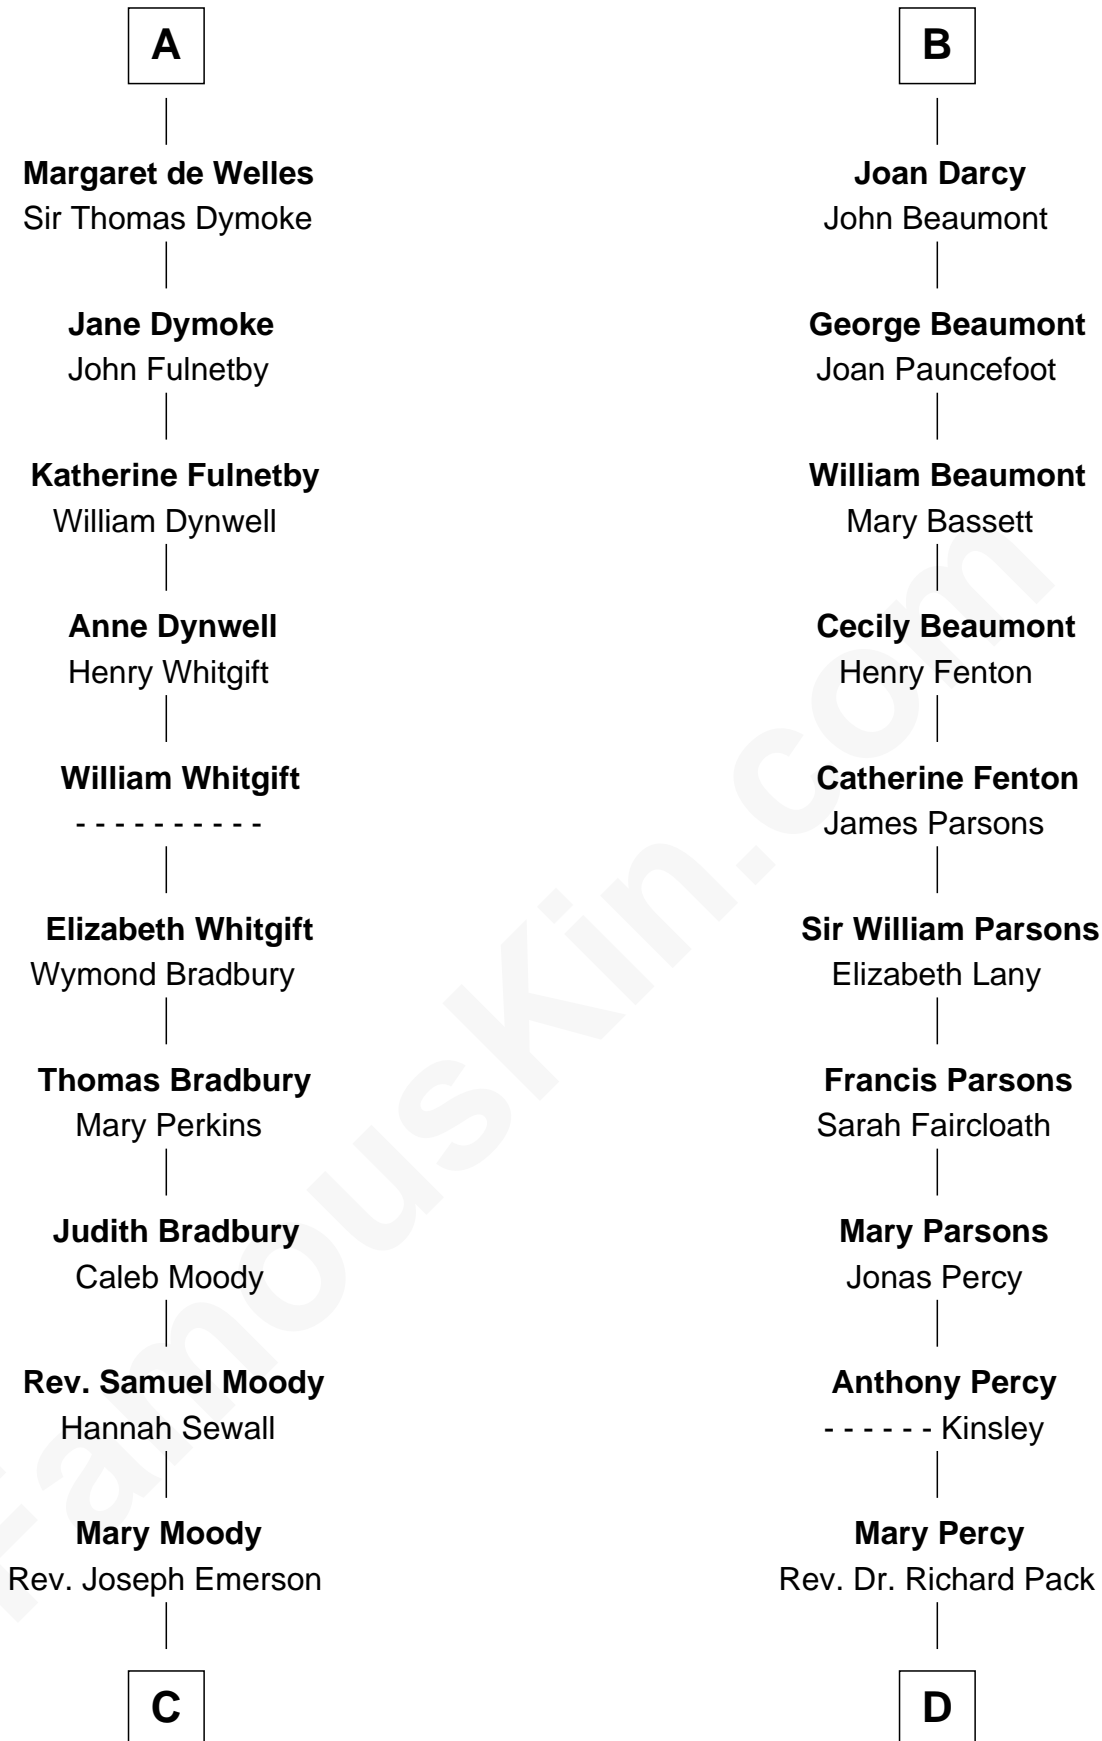 A
Margaret de Welles
Sir Thomas Dymoke
Jane Dymoke
John Fulnetby
Katherine Fulnetby
William Dynwell
Anne Dynwell
Henry Whitgift
William Whitgift
- - - - - - - - - -
Elizabeth Whitgift
Wymond Bradbury
Thomas Bradbury
Mary Perkins
Judith Bradbury
Caleb Moody
Rev. Samuel Moody
Hannah Sewall
Mary Moody
Rev. Joseph Emerson
C
B
Joan Darcy
John Beaumont
George Beaumont
Joan Pauncefoot
William Beaumont
Mary Bassett
Cecily Beaumont
Henry Fenton
Catherine Fenton
James Parsons
Sir William Parsons
Elizabeth Lany
Francis Parsons
Sarah Faircloath
Mary Parsons
Jonas Percy
Anthony Percy
- - - - - - Kinsley
Mary Percy
Rev. Dr. Richard Pack
D
FamousKin.com